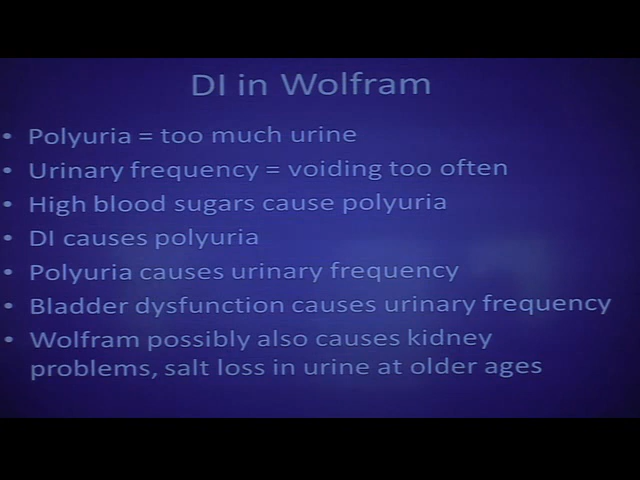 DI in Wolfram
• Polyuria = too much urine
• Urinary frequency = voiding too often
• High blood sugars cause polyuria
• DI causes polyuria
• Polyuria causes urinary frequency
• Bladder dysfunction causes urinary frequency
• Wolfram possibly also causes kidney
problems, salt loss in urine at older ages